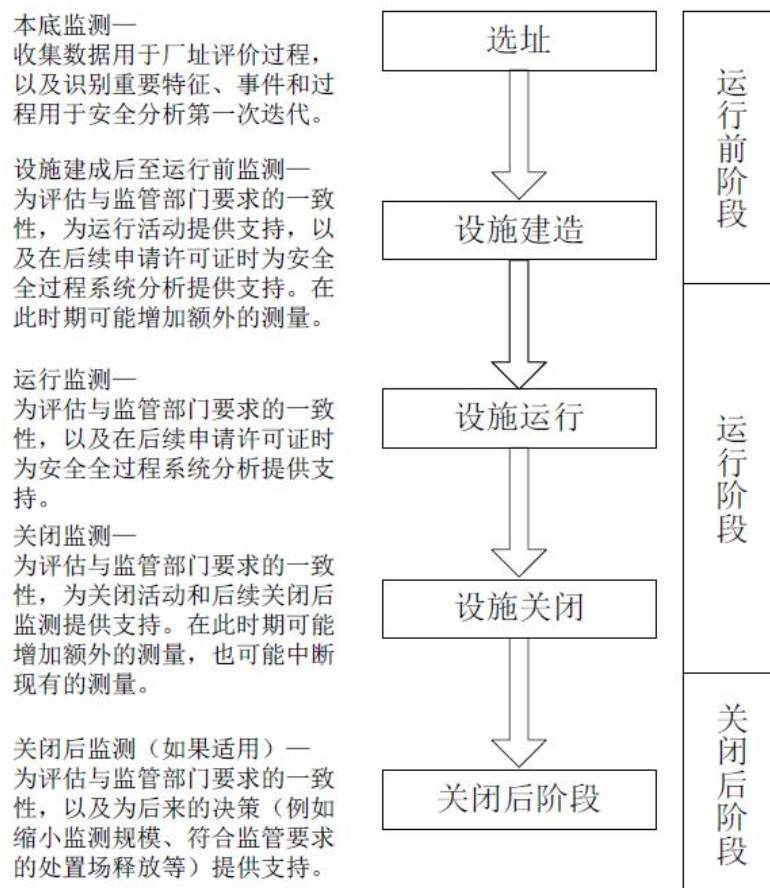 本底监测—
收集数据用于厂址评价过程，
以及识别重要特征、事件和过
程用于安全分析第一次迭代。
设施建成后至运行前监测—
为评估与监管部门要求的一致
性，为运行活动提供支持，以
及在后续申请许可证时为安全
全过程系统分析提供支持。在
此时期可能增加额外的测量。
运行监测—
为评估与监管部门要求的一致
性，以及在后续申请许可证时
为安全全过程系统分析提供支
持。
关闭监测—
为评估与监管部门要求的一致
性，为关闭活动和后续关闭后
监测提供支持。在此时期可能
增加额外的测量，也可能中断
现有的测量。
关闭后监测（如果适用）—
为评估与监管部门要求的一致
性，以及为后来的决策（例如
缩小监测规模、符合监管要求
的处置场释放等）提供支持。
选址
设施建造
设施运行
设施关闭
关闭后阶段
运行前阶段
运行阶段
关闭后阶段